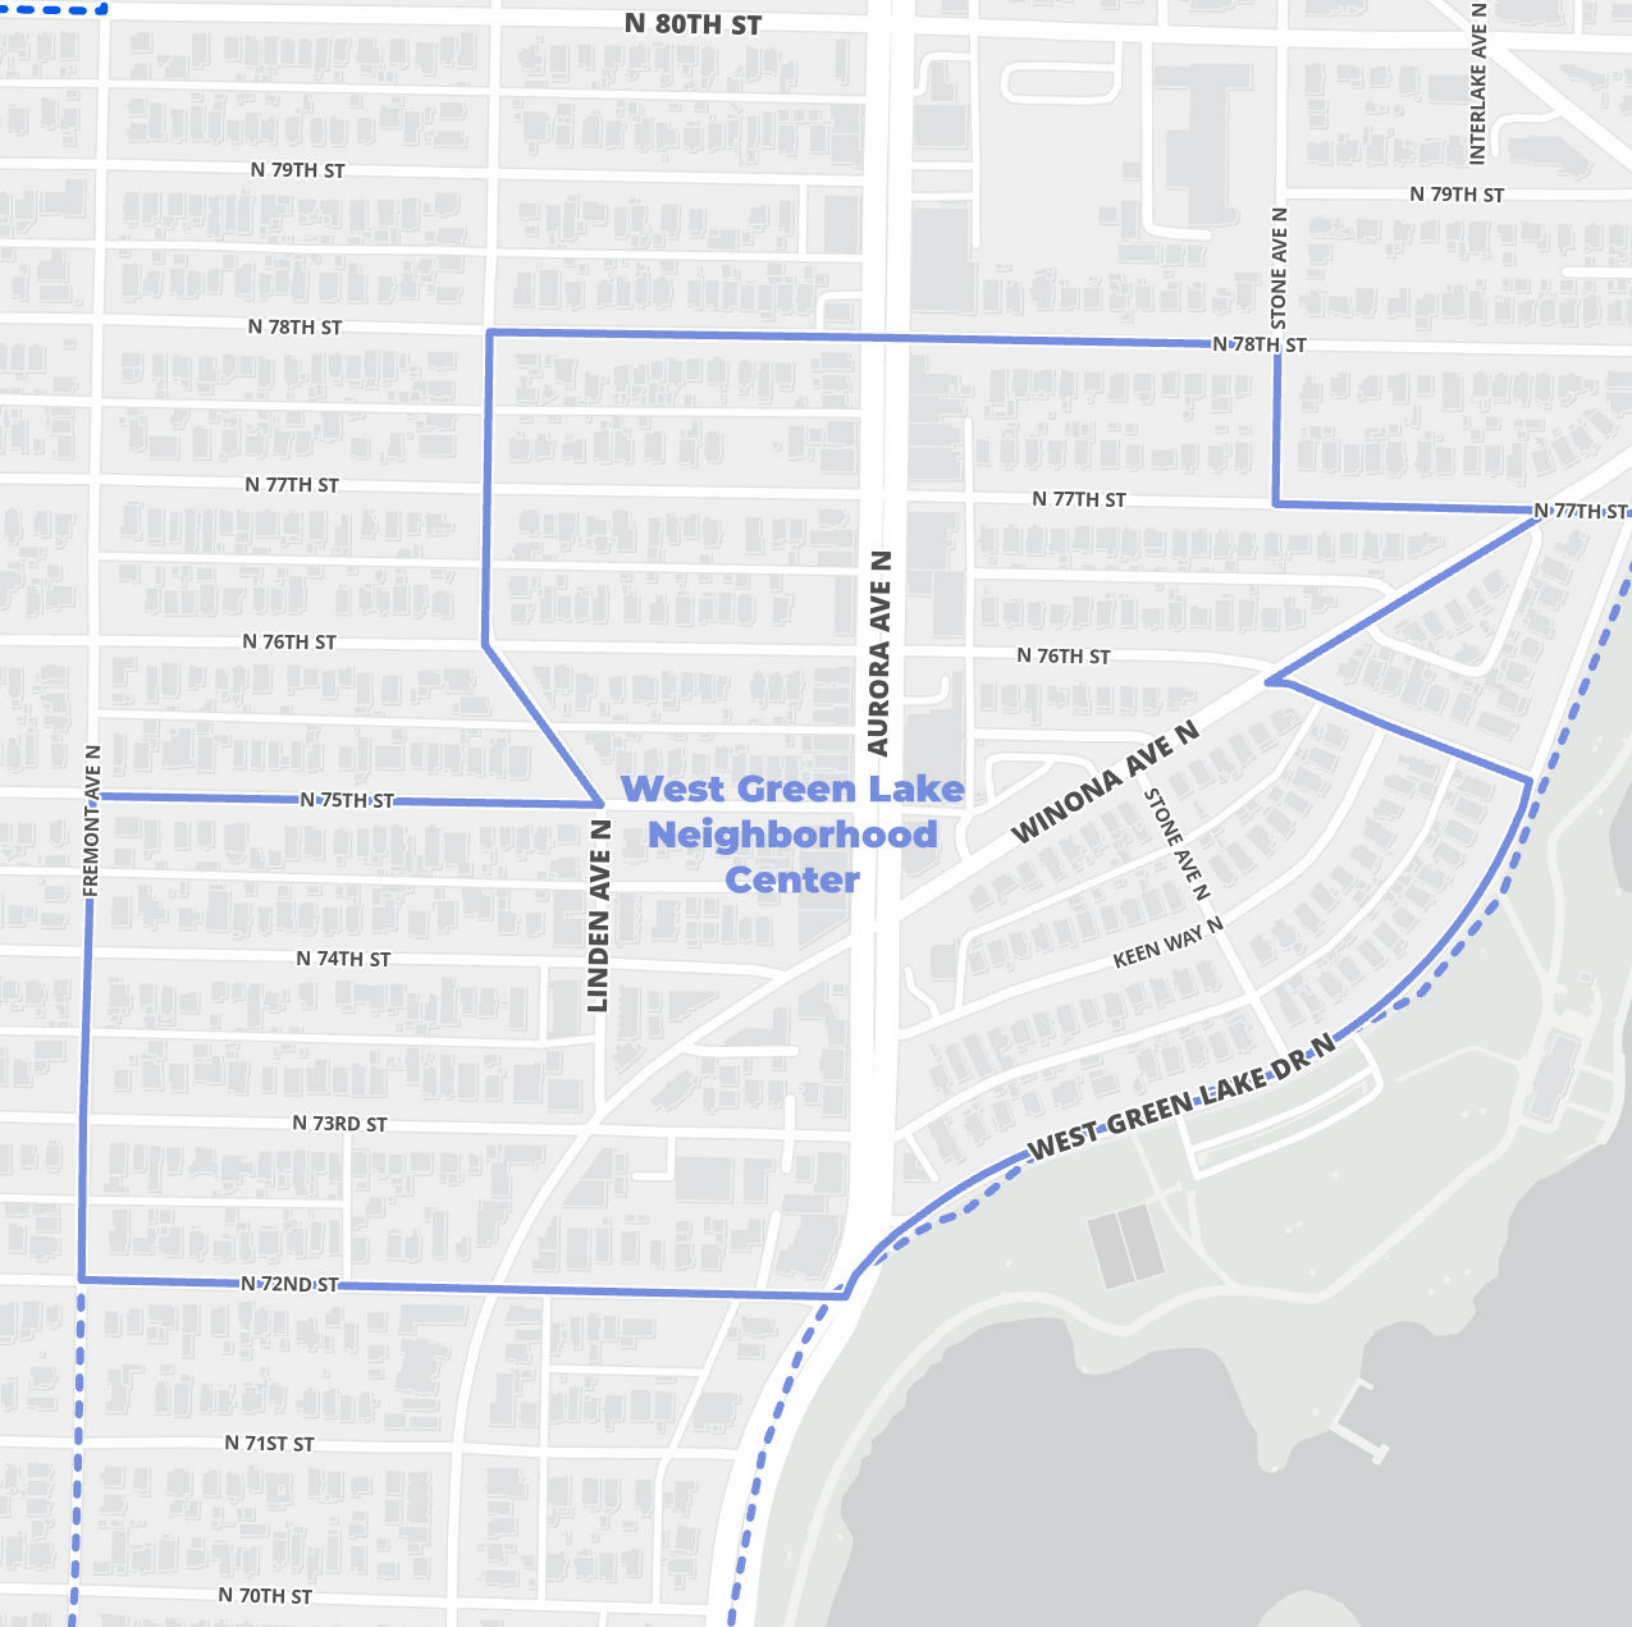 N 80TH ST
INTERLAKE AVE N
N 79TH ST
N 79TH ST
STONE AVE N
N 78TH ST
N 78TH ST
N 77TH ST
N 77TH ST
N 77TH ST
AURORA AVE N
N 76TH ST
N 76TH ST
WINONA AVE N
FREMONT AVE N
N 75TH ST
West Green Lake
Neighborhood
Center
STONE AVE N
LINDEN AVE N
KEEN WAY N
N 74TH ST
WEST GREEN LAKE DR N
N 73RD ST
N 72ND ST
N 71ST ST
N 70TH ST